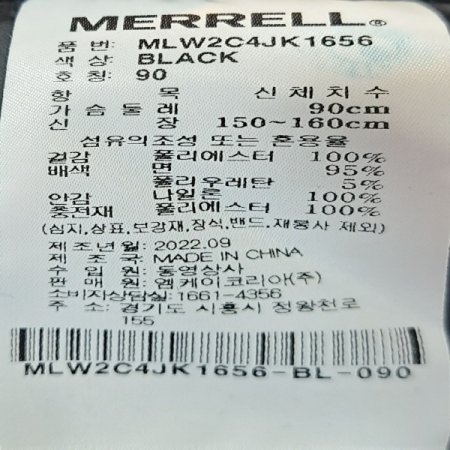 MERRELL®
품 번: MLW2C4JK1656
색 상: BLACK
호 칭: 90
항 목 신체치수
가슴둘레 90cm
신 장 150~160cm
섬유의조성 또는 혼용율
겉감 폴리에스터 100%
배색 면 95%
폴리우레탄 5%
안감 나일론 100%
충전재 폴리에스터 100%
(심지,상표,보강재,장식,밴드,재봉사 제외)
제조년월: 2022.09
제 조 국: MADE IN CHINA
수 입 원: 동영상사
판 매 원: 엠케이코리아(주)
소비자상담실: 1661-4356
주 소: 경기도 시흥시 정왕천로
155
MLW2C4JK1656-BL-090